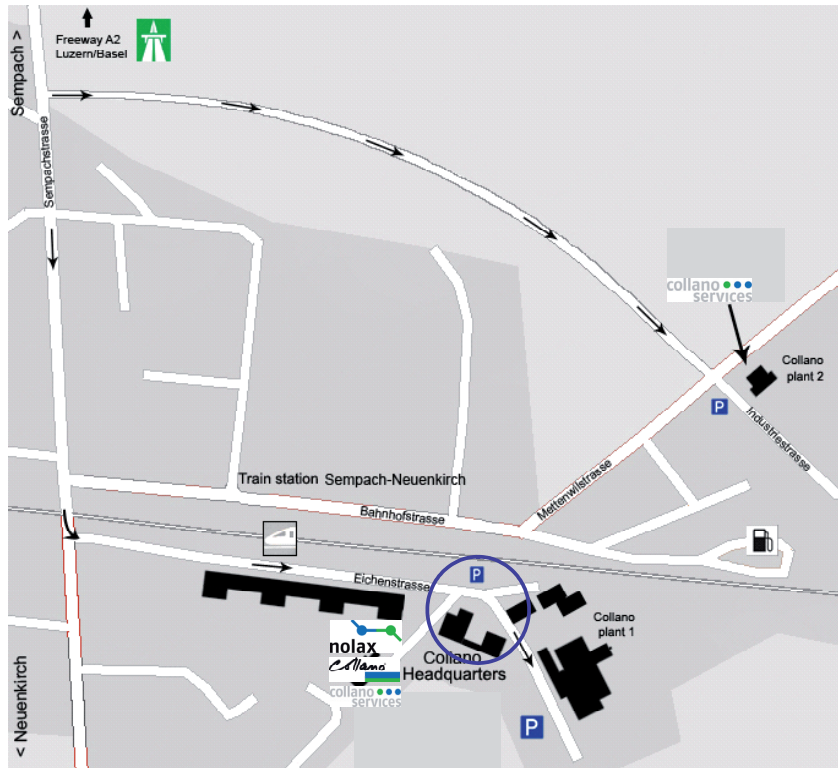 Freeway A2
Luzern/Basel
Sempach >
Sempachstrasse
collano
services
Collano
plant 2
P
Industriestrasse
Mettenwilstrasse
Train station Sempach-Neuenkirch
Bahnhofstrasse
P
Eichenstrasse
Collano
plant 1
nolax
Collano
collano
services
Collano
Headquarters
P
< Neuenkirch